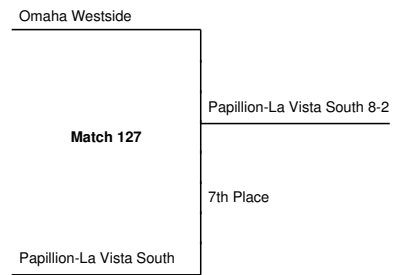 Omaha Westside
Papillion-La Vista South 8-2
Match 127
7th Place
Papillion-La Vista South